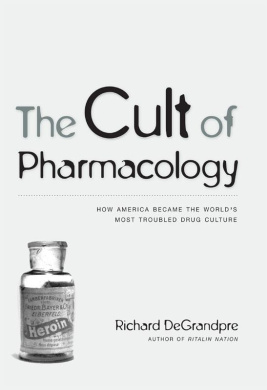 The Cult of
Pharmacology
HOW AMERICA BECAME THE WORLD'S
MOST TROUBLED DRUG CULTURE
Heroin
Richard DeGrandpre
AUTHOR OF RITALIN NATION